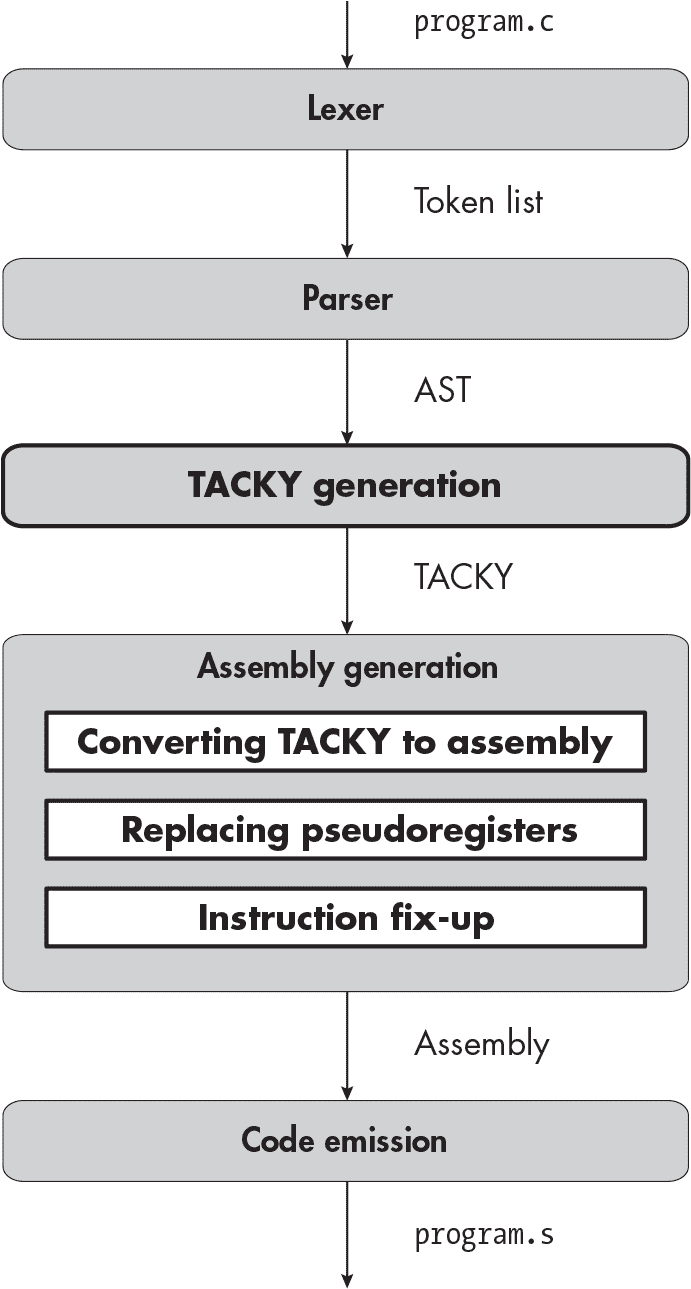 program.c
Lexer
Token list
Parser
AST
TACKY generation
TACKY
Assembly generation
Converting TACKY to assembly
Replacing pseudoregisters
Instruction fix-up
Assembly
Code emission
program.s